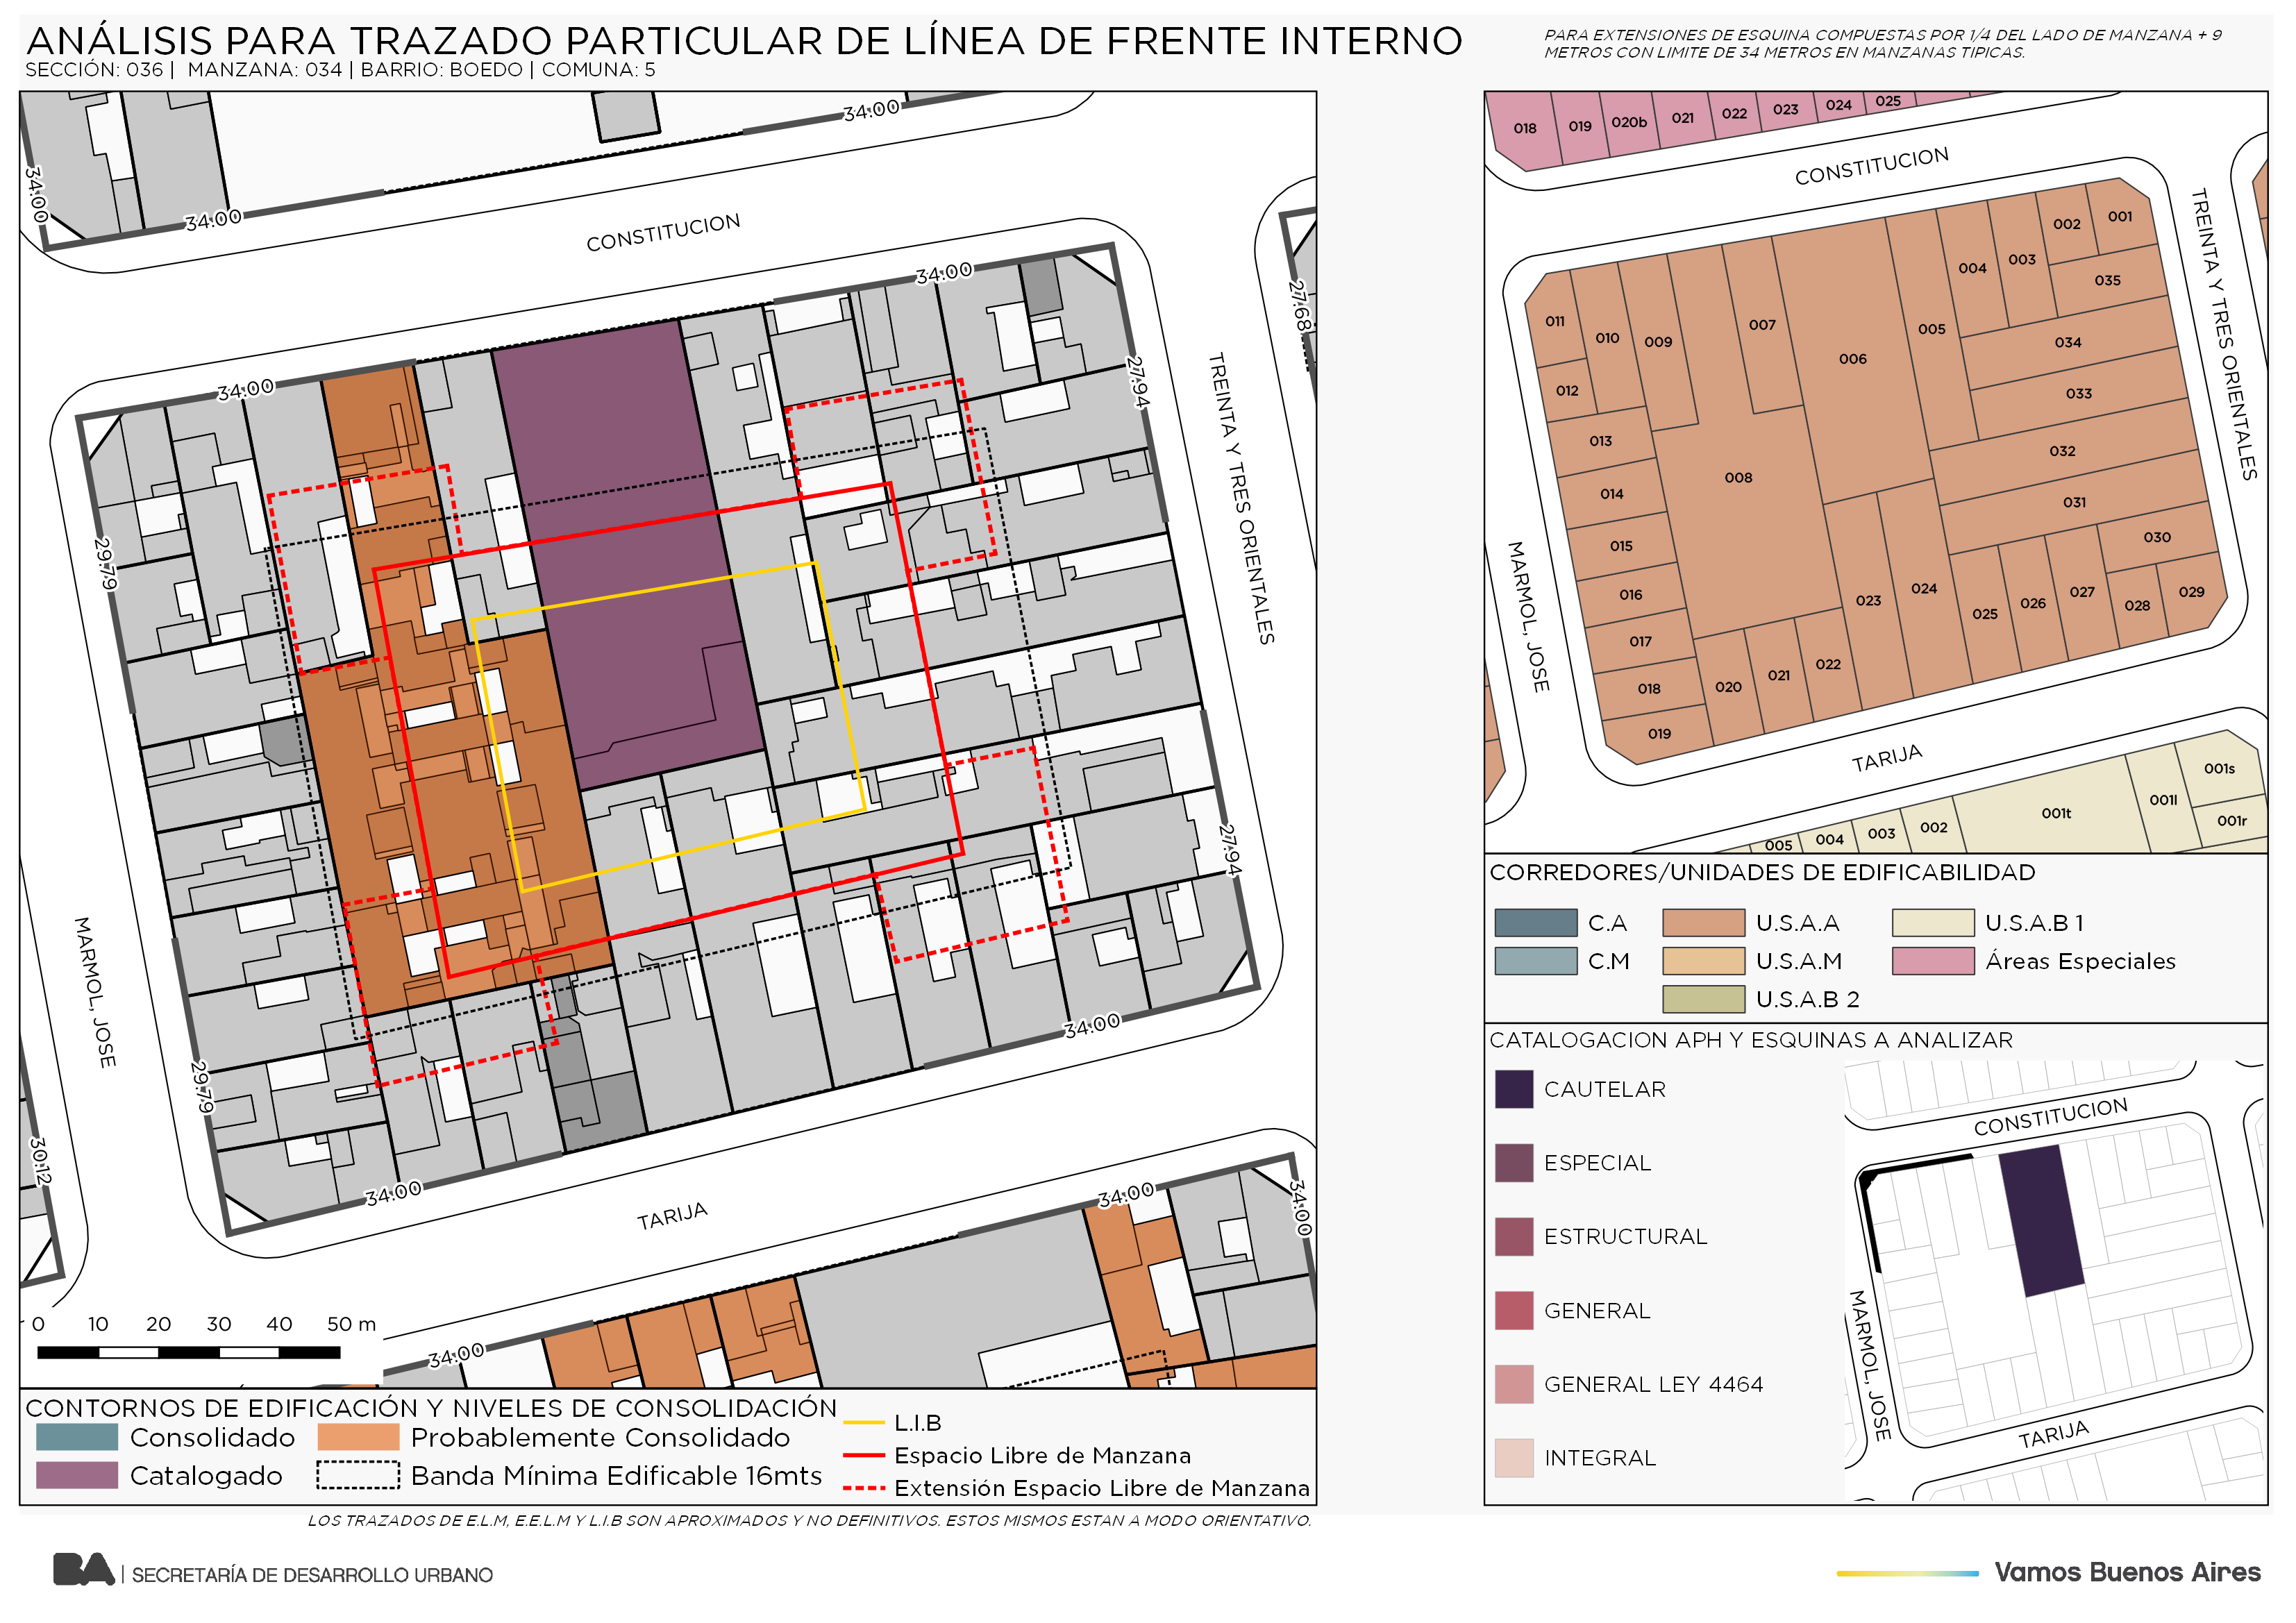 ANÁLISIS PARA TRAZADO PARTICULAR DE LÍNEA DE FRENTE INTERNO
SECCIÓN: 036 | MANZANA: 034 | BARRIO: BOEDO | COMUNA: 5
PARA EXTENSIONES DE ESQUINA COMPUESTAS POR 1/4 DEL LADO DE MANZANA + 9
METROS CON LIMITE DE 34 METROS EN MANZANAS TIPICAS.
34:00
34:00
34:00
CONSTITUCION
34:00
27.68
34:00
27.94
TREINTA Y TRES ORIENTALES
29.79
27.94
MARMOL, JOSE
34:00
29.79
34:00
30.12
TARIJA
34:00
34:00
34:00
0 10 20 30 40 50 m
CONTORNOS DE EDIFICACIÓN Y NIVELES DE CONSOLIDACIÓN
Consolidado
Probablemente Consolidado
Catalogado
Banda Mínima Edificable 16mts
L.I.B
Espacio Libre de Manzana
Extensión Espacio Libre de Manzana
LOS TRAZADOS DE E.L.M, E.E.L.M Y L.I.B SON APROXIMADOS Y NO DEFINITIVOS. ESTOS MISMOS ESTAN A MODO ORIENTATIVO.
018
019
020b
021
022
023
024
025
CONSTITUCION
TREINTA Y TRES ORIENTALES
001
002
003
004
035
005
034
006
007
009
010
011
012
033
013
032
008
014
031
015
030
016
023
024
025
026
027
028
029
017
022
021
020
018
019
MARMOL, JOSE
TARIJA
001s
001l
001r
001t
002
003
004
005
CORREDORES/UNIDADES DE EDIFICABILIDAD
C.A
U.S.A.A
U.S.A.B 1
C.M
U.S.A.M
Áreas Especiales
U.S.A.B 2
CATALOGACION APH Y ESQUINAS A ANALIZAR
CAUTELAR
ESPECIAL
ESTRUCTURAL
GENERAL
GENERAL LEY 4464
INTEGRAL
CONSTITUCION
MARMOL, JOSE
TARIJA
BA | SECRETARÍA DE DESARROLLO URBANO
Vamos Buenos Aires